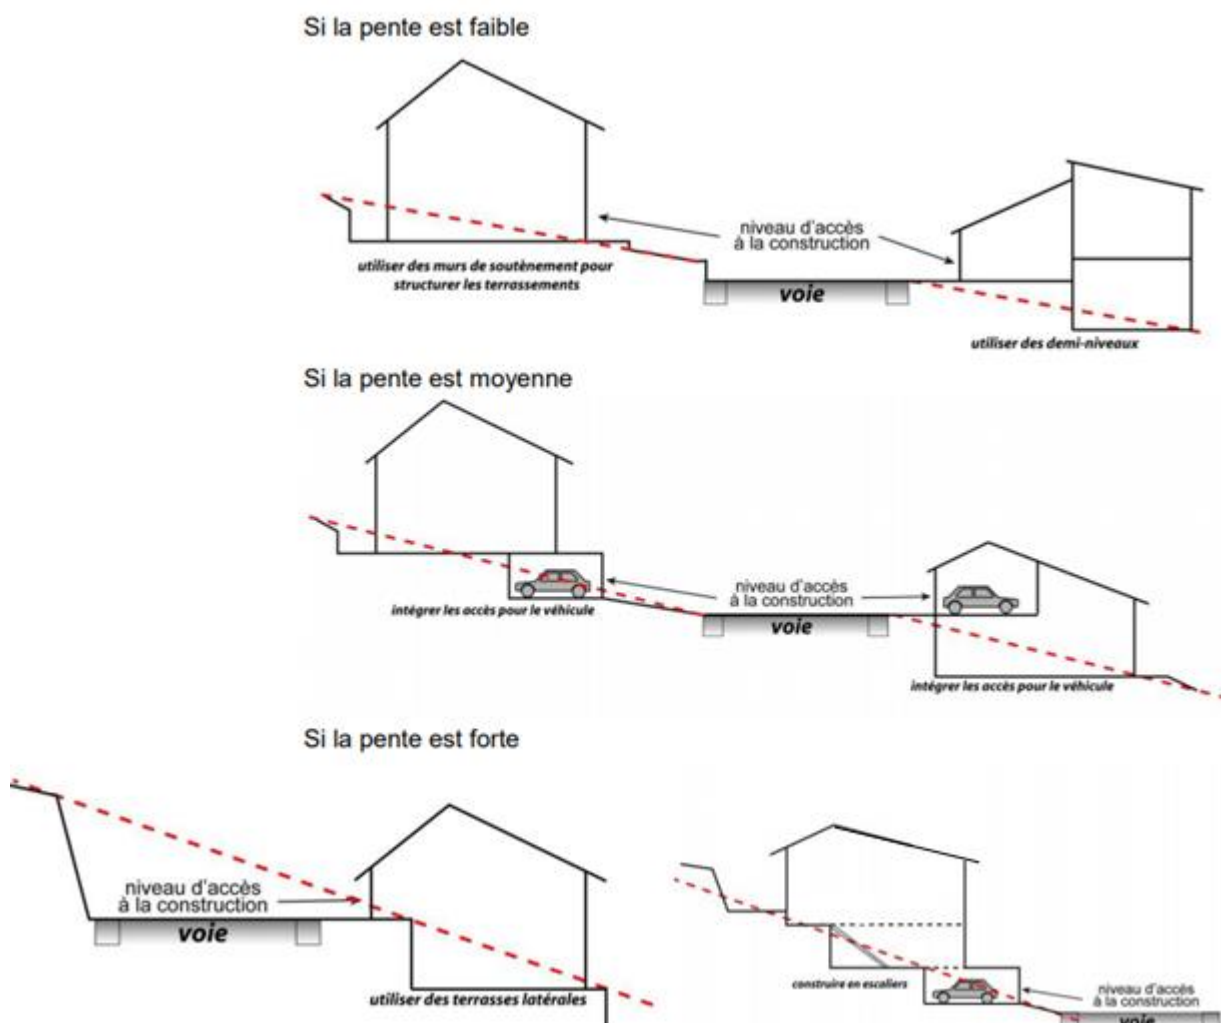 Si la pente est faible
niveau d'accès
à la construction
utiliser des murs de soutènement pour
structurer les terrassements
voie
utiliser des demi-niveaux
Si la pente est moyenne
niveau d'accès
à la construction
intégrer les accès pour le véhicule
voie
intégrer les accès pour le véhicule
Si la pente est forte
niveau d'accès
à la construction
voie
utiliser des terrasses latérales
construire en escaliers
niveau d'accès
à la construction
voie